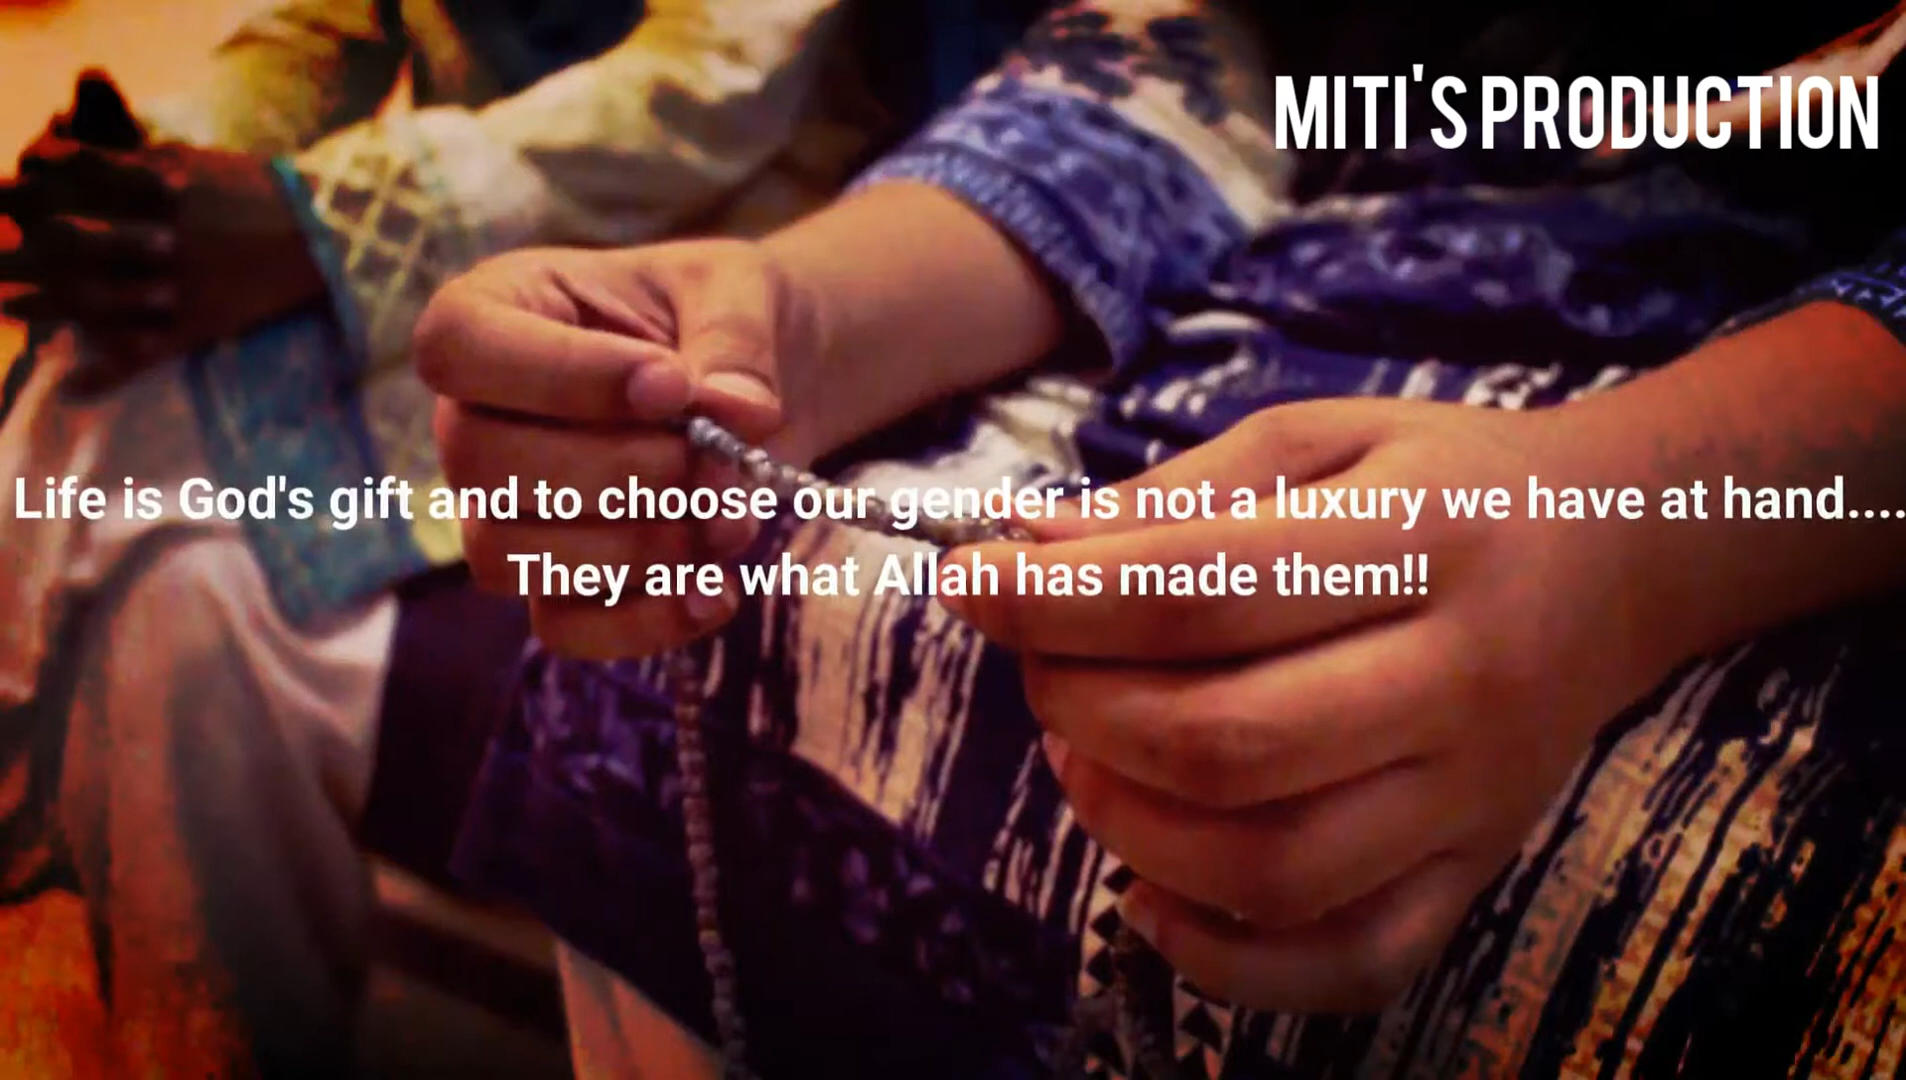 MITI'S PRODUCTION
Life is God's gift and to choose our gender is not a luxury we have at hand....
They are what Allah has made them!!